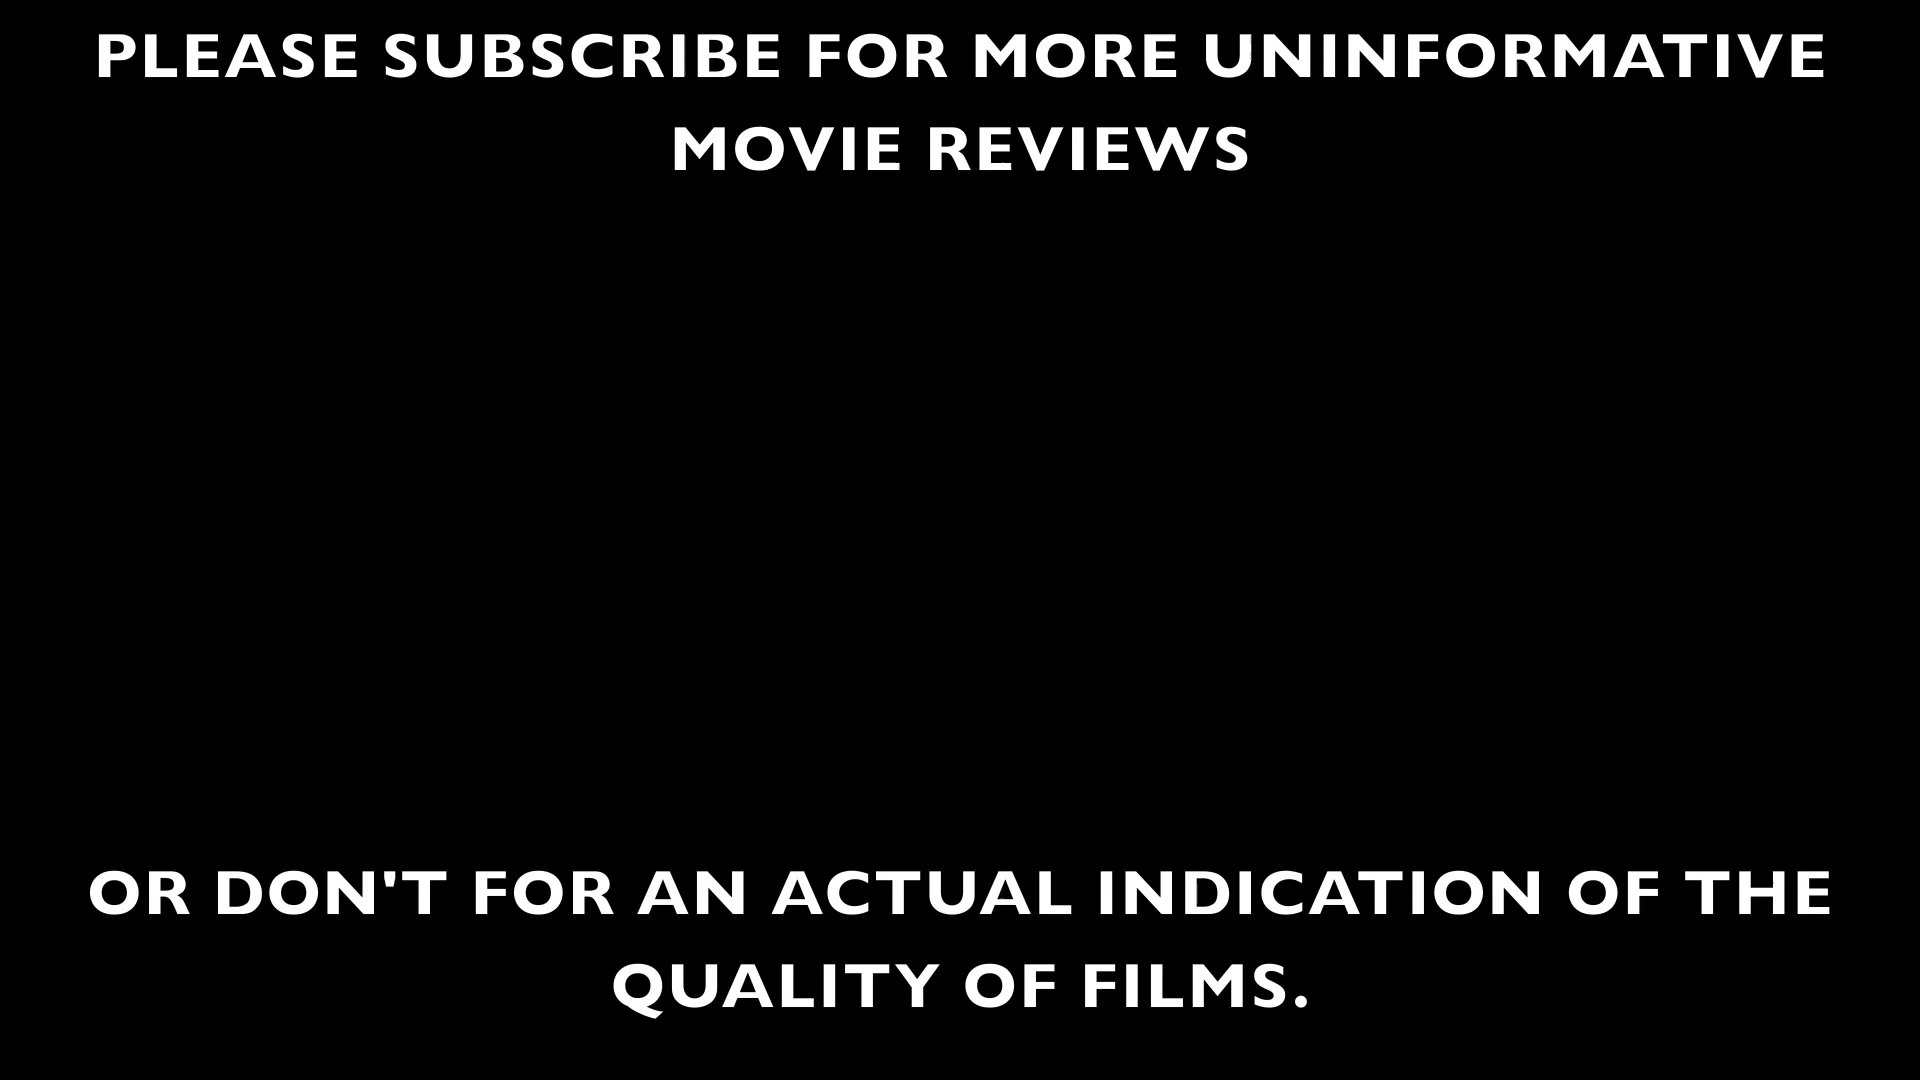 PLEASE SUBSCRIBE FOR MORE UNINFORMATIVE
MOVIE REVIEWS
OR DON'T FOR AN ACTUAL INDICATION OF THE
QUALITY OF FILMS.